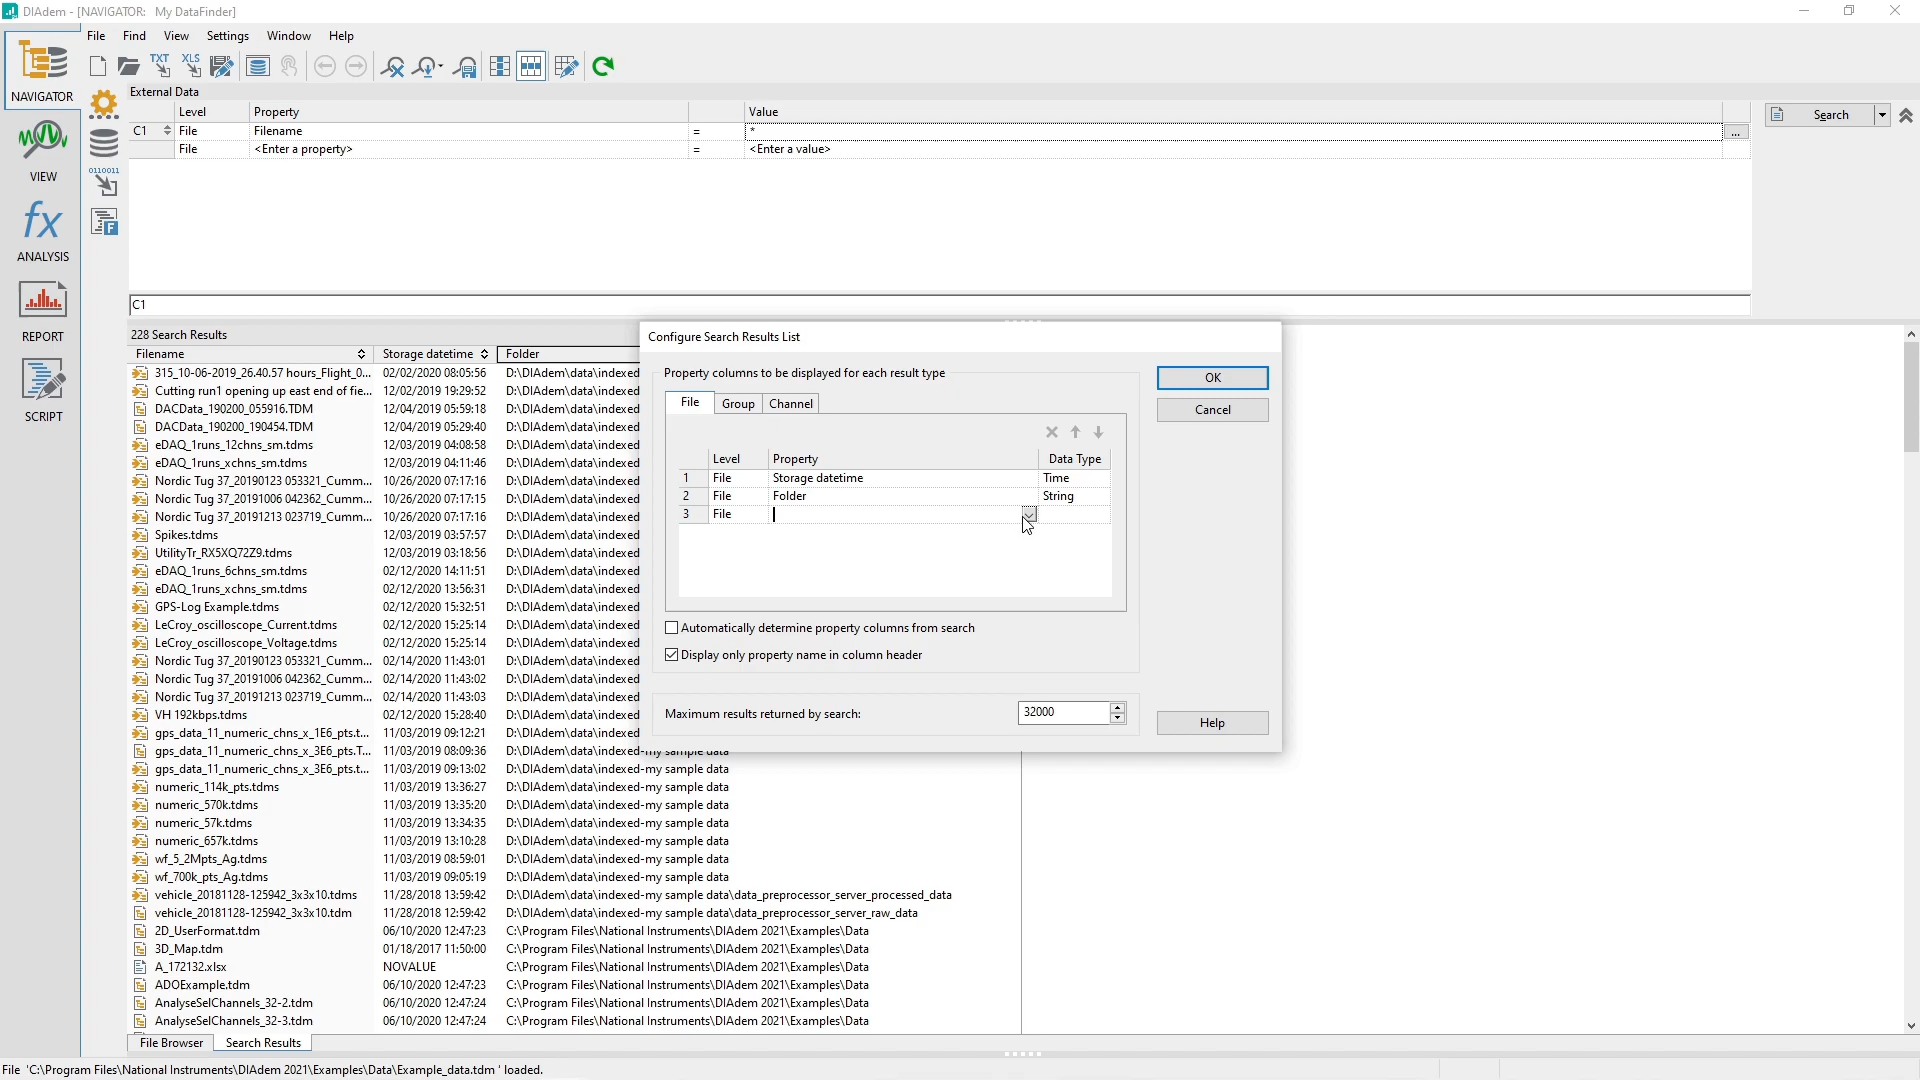 DIAdem - [NAVIGATOR:   My DataFinder]
File Find View Settings Window Help
TXT XLS
NAVIGATOR
VIEW
fx
ANALYSIS
REPORT
SCRIPT
0110011
F
External Data
Level Property Value
C1 File Filename = *
File <Enter a property> = <Enter a value>
...
Search
C1
228 Search Results
Filename Storage datetime Folder
315_10-06-2019_26.40.57 hours_Flight_0... 02/02/2020 08:05:56 D:\DIAdem\data\indexed
Cutting run1 opening up east end of fie... 12/02/2019 19:29:52 D:\DIAdem\data\indexed
DACData_190200_055916.TDM 12/04/2019 05:59:18 D:\DIAdem\data\indexed
DACData_190200_190454.TDM 12/04/2019 05:29:40 D:\DIAdem\data\indexed
eDAQ_1runs_12chns_sm.tdms 12/03/2019 04:08:58 D:\DIAdem\data\indexed
eDAQ_1runs_xchns_sm.tdms 12/03/2019 04:11:46 D:\DIAdem\data\indexed
Nordic Tug 37_20190123 053321_Cumm... 10/26/2020 07:17:16 D:\DIAdem\data\indexed
Nordic Tug 37_20191006 042362_Cumm... 10/26/2020 07:17:15 D:\DIAdem\data\indexed
Nordic Tug 37_20191213 023719_Cumm... 10/26/2020 07:17:16 D:\DIAdem\data\indexed
Spikes.tdms 12/03/2019 03:57:57 D:\DIAdem\data\indexed
UtilityTr_RX5XQ72Z9.tdms 12/03/2019 03:18:56 D:\DIAdem\data\indexed
eDAQ_1runs_6chns_sm.tdms 02/12/2020 14:11:51 D:\DIAdem\data\indexed
eDAQ_1runs_xchns_sm.tdms 02/12/2020 13:56:31 D:\DIAdem\data\indexed
GPS-Log Example.tdms 02/12/2020 15:32:51 D:\DIAdem\data\indexed
LeCroy_oscilloscope_Current.tdms 02/12/2020 15:25:14 D:\DIAdem\data\indexed
LeCroy_oscilloscope_Voltage.tdms 02/12/2020 15:25:14 D:\DIAdem\data\indexed
Nordic Tug 37_20190123 053321_Cumm... 02/14/2020 11:43:01 D:\DIAdem\data\indexed
Nordic Tug 37_20191006 042362_Cumm... 02/14/2020 11:43:02 D:\DIAdem\data\indexed
Nordic Tug 37_20191213 023719_Cumm... 02/14/2020 11:43:03 D:\DIAdem\data\indexed
VH 192kbps.tdms 02/12/2020 15:28:40 D:\DIAdem\data\indexed
gps_data_11_numeric_chns_x_1E6_pts.t... 11/03/2019 09:12:21 D:\DIAdem\data\indexed
gps_data_11_numeric_chns_x_3E6_pts.T... 11/03/2019 08:09:36 D:\DIAdem\data\indexed-my sample data
gps_data_11_numeric_chns_x_3E6_pts.t... 11/03/2019 09:13:02 D:\DIAdem\data\indexed-my sample data
numeric_114k_pts.tdms 11/03/2019 13:36:27 D:\DIAdem\data\indexed-my sample data
numeric_570k.tdms 11/03/2019 13:35:20 D:\DIAdem\data\indexed-my sample data
numeric_57k.tdms 11/03/2019 13:34:35 D:\DIAdem\data\indexed-my sample data
numeric_657k.tdms 11/03/2019 13:10:28 D:\DIAdem\data\indexed-my sample data
wf_5_2Mpts_Ag.tdms 11/03/2019 08:59:01 D:\DIAdem\data\indexed-my sample data
wf_700k_pts_Ag.tdms 11/03/2019 09:05:19 D:\DIAdem\data\indexed-my sample data
vehicle_20181128-125942_3x3x10.tdms 11/28/2018 13:59:42 D:\DIAdem\data\indexed-my sample data\data_preprocessor_server_processed_data
vehicle_20181128-125942_3x3x10.tdm 11/28/2018 12:59:42 D:\DIAdem\data\indexed-my sample data\data_preprocessor_server_raw_data
2D_UserFormat.tdm 06/10/2020 12:47:23 C:\Program Files\National Instruments\DIAdem 2021\Examples\Data
3D_Map.tdm 01/18/2017 11:50:00 C:\Program Files\National Instruments\DIAdem 2021\Examples\Data
A_172132.xlsx NOVALUE C:\Program Files\National Instruments\DIAdem 2021\Examples\Data
ADOExample.tdm 06/10/2020 12:47:23 C:\Program Files\National Instruments\DIAdem 2021\Examples\Data
AnalyseSelChannels_32-2.tdm 06/10/2020 12:47:24 C:\Program Files\National Instruments\DIAdem 2021\Examples\Data
AnalyseSelChannels_32-3.tdm 06/10/2020 12:47:24 C:\Program Files\National Instruments\DIAdem 2021\Examples\Data
Configure Search Results List
Property columns to be displayed for each result type
File Group Channel
Level Property Data Type
1 File Storage datetime Time
2 File Folder String
3 File
Automatically determine property columns from search
Display only property name in column header
Maximum results returned by search: 32000
OK
Cancel
Help
File Browser Search Results
File 'C:\Program Files\National Instruments\DIAdem 2021\Examples\Data\Example_data.tdm ' loaded.